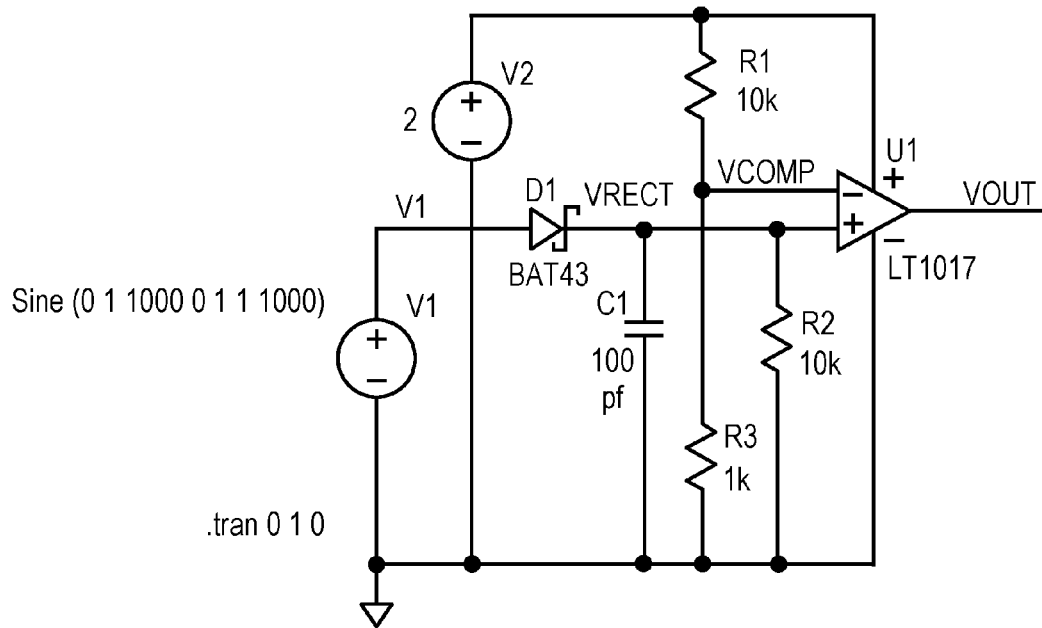 V2
+
2
−
R1
10k
U1
+
VCOMP
−
VOUT
D1
VRECT
V1
+
−
BAT43
LT1017
Sine (0 1 1000 0 1 1 1000)
V1
+
−
C1
100
pf
R2
10k
R3
1k
.tran 0 1 0